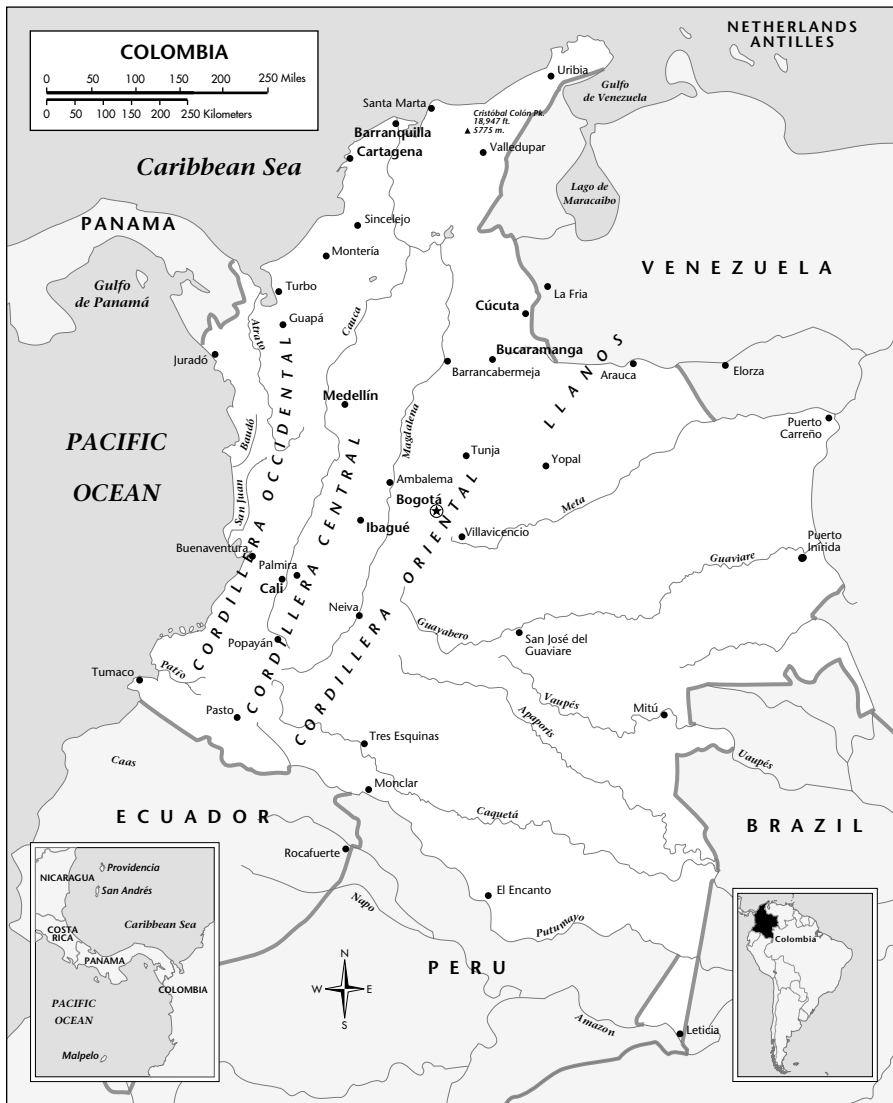 COLOMBIA
0 50 100 150 200 250 Miles
0 50 100 150 200 250 Kilometers
NETHERLANDS
ANTILLES
Uribia
Gulfo
de Venezuela
Santa Marta
Cristóbal Colón Pk.
18,947 ft.
5775 m.
Barranquilla
Cartagena
Valledupar
Caribbean Sea
Lago de
Maracaibo
PANAMA
Sincelejo
Montería
VENEZUELA
Gulfo
de Panamá
Turbo
La Fria
Cúcuta
Guapá
Cauca
Atrato
Juradó
Bucaramanga
Barrancabermeja
Arauca
Elorza
LLANOS
Medellín
Magdalena
Puerto
Carreño
PACIFIC
OCEAN
Baudó
CORDILLERA OCCIDENTAL
CORDILLERA CENTRAL
CORDILLERA ORIENTAL
Tunja
Yopal
Ambalema
Bogotá
Meta
San Juan
Ibagué
Villavicencio
Buenaventura
Palmira
Cali
Guaviare
Puerto
Inírida
Neiva
Guayabero
San José del
Guaviare
Popayán
Patío
Tumaco
Vaupés
Mitú
Apaporis
Pasto
Tres Esquinas
Uaupés
Caas
Monclar
Caquetá
ECUADOR
BRAZIL
Rocafuerte
El Encanto
Napo
Putumayo
PERU
Amazon
Leticia
N
W E
S
NICARAGUA
Providencia
San Andrés
COSTA
RICA
Caribbean Sea
PANAMA
COLOMBIA
PACIFIC
OCEAN
Malpelo
Colombia